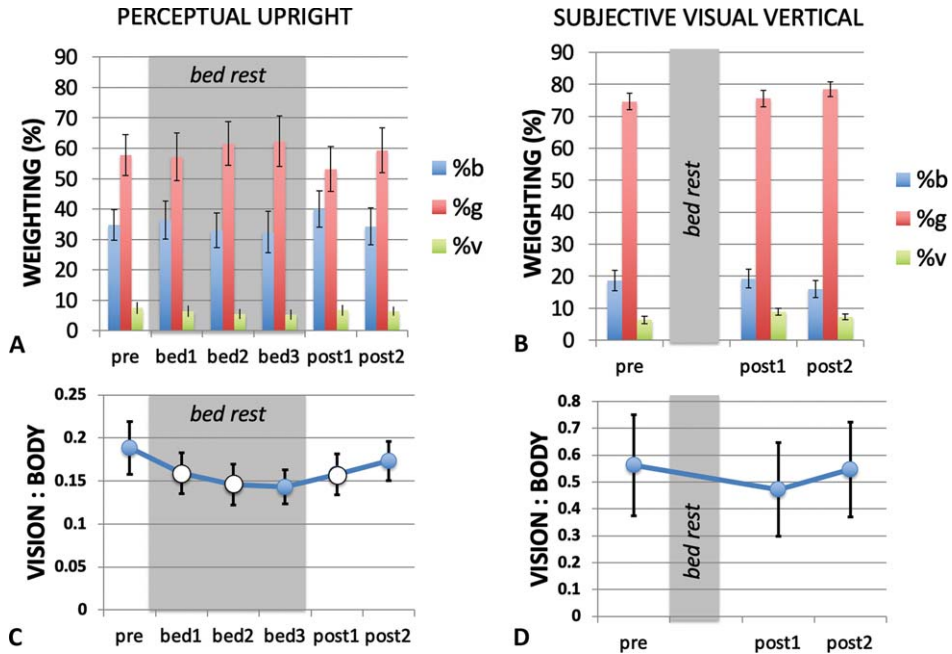 PERCEPTUAL UPRIGHT
WEIGHTING (%)
90
80
70
60
50
40
30
20
10
0
bed rest
%b
%g
%v
pre bed1 bed2 bed3 post1 post2
A
SUBJECTIVE VISUAL VERTICAL
WEIGHTING (%)
90
80
70
60
50
40
30
20
10
0
bed rest
%b
%g
%v
pre post1 post2
B
VISION : BODY
0.25
0.2
0.15
0.1
0.05
0
bed rest
pre bed1 bed2 bed3 post1 post2
C
VISION : BODY
0.8
0.7
0.6
0.5
0.4
0.3
0.2
0.1
0
bed rest
pre post1 post2
D